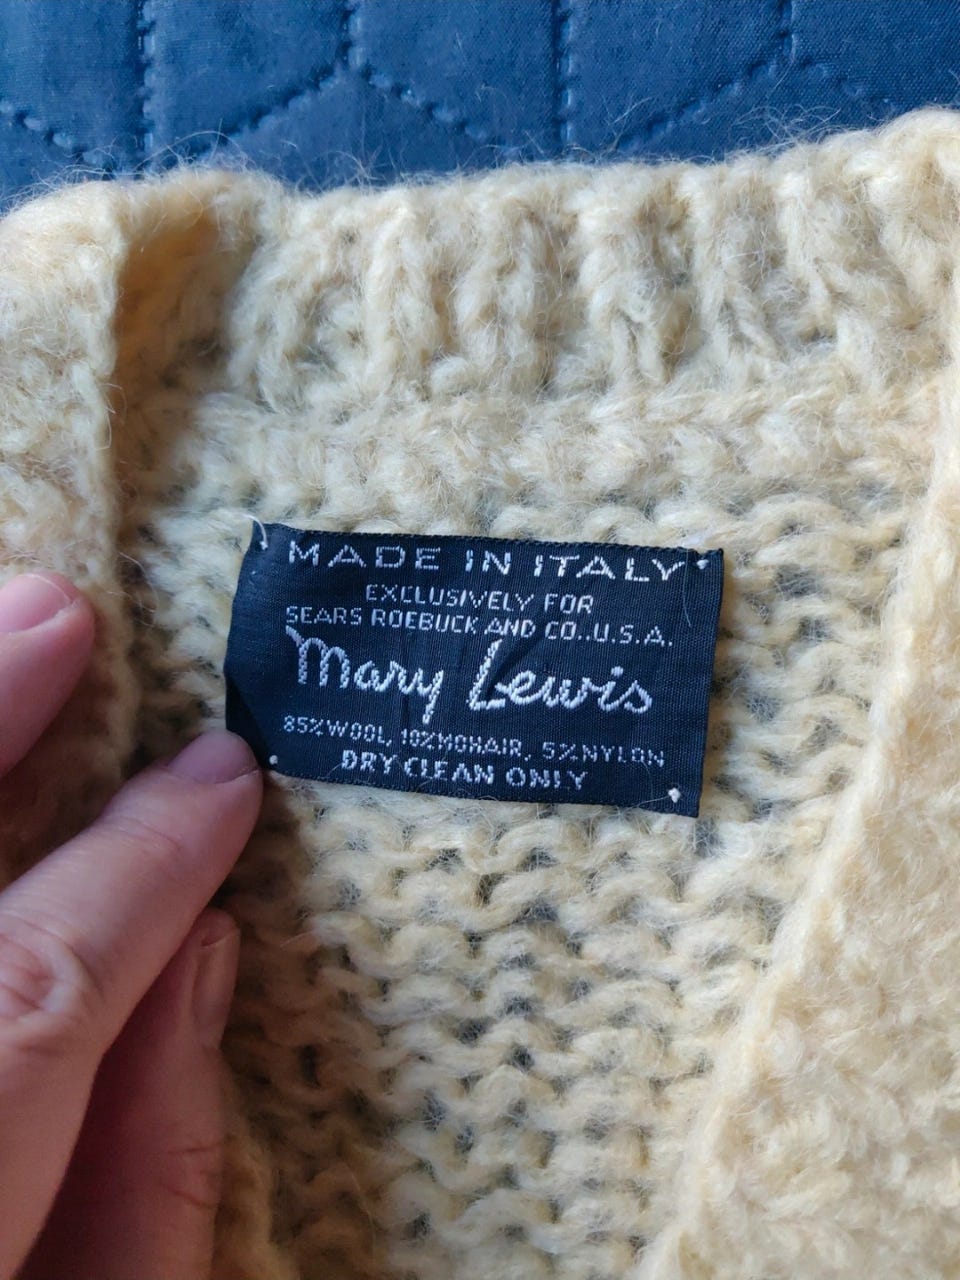 MADE IN ITALY
EXCLUSIVELY FOR
SEARS ROEBUCK AND CO..U.S.A.
Mary Lewis
85% WOOL, 10% MOHAIR, 5% NYLON
DRY CLEAN ONLY